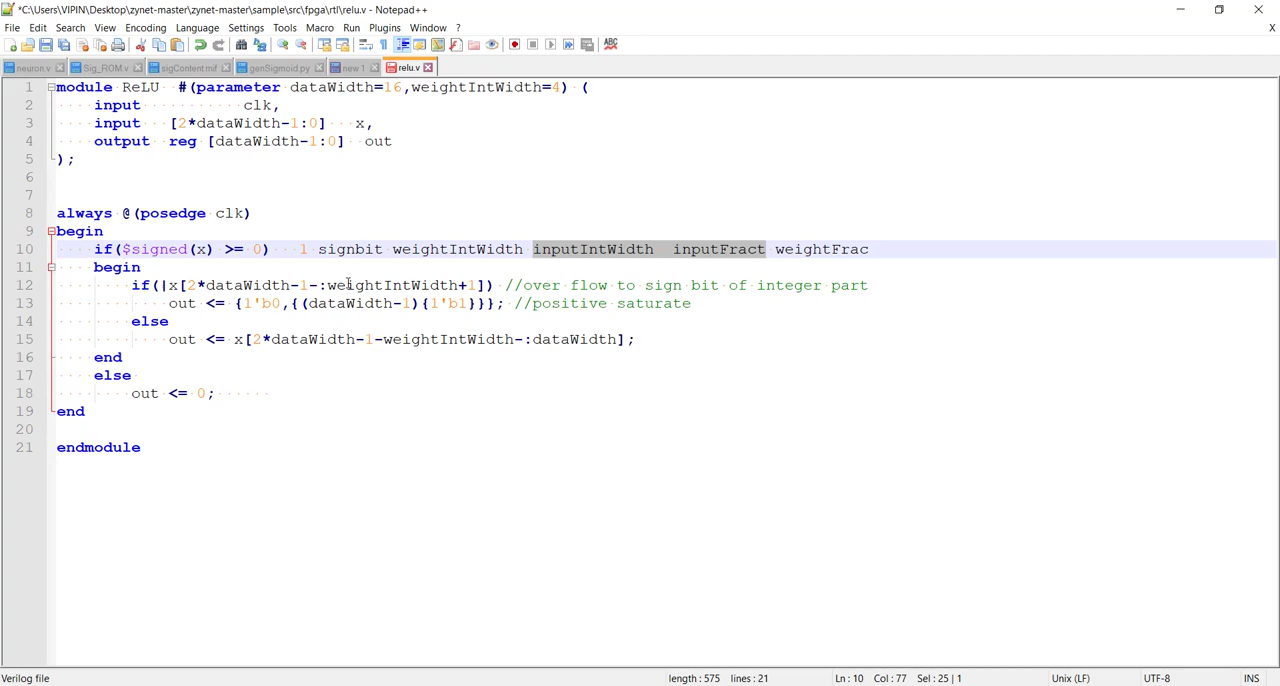 *C:\Users\VIPIN\Desktop\zynet-master\zynet-master\sample\src\fpga\rtl\relu.v - Notepad++
File Edit Search View Encoding Language Settings Tools Macro Run Plugins Window ? X
neuron.v Sig_ROM.v sigContent.mif genSigmoid.py new 1 relu.v
1 module ReLU #(parameter dataWidth=16,weightIntWidth=4) (
2 input clk,
3 input [2*dataWidth-1:0] x,
4 output reg [dataWidth-1:0] out
5 );
6
7
8 always @(posedge clk)
9 begin
10 if($signed(x) >= 0) 1 signbit weightIntWidth inputIntWidth inputFract weightFrac
11 begin
12 if(|x[2*dataWidth-1-:weightIntWidth+1]) //over flow to sign bit of integer part
13 out <= {1'b0,{(dataWidth-1){1'b1}}}; //positive saturate
14 else
15 out <= x[2*dataWidth-1-weightIntWidth-:dataWidth];
16 end
17 else
18 out <= 0;
19 end
20
21 endmodule
Verilog file length : 575 lines : 21 Ln : 10 Col : 77 Sel : 25 | 1 Unix (LF) UTF-8 INS